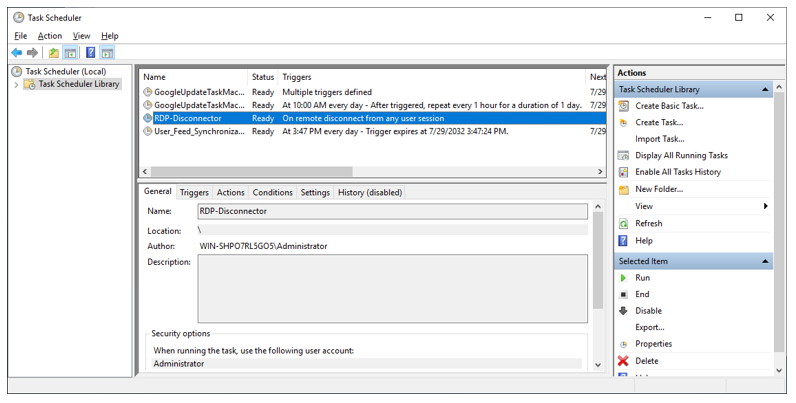 Task Scheduler
File Action View Help
Task Scheduler (Local)
Task Scheduler Library
Name Status Triggers Next
GoogleUpdateTaskMac... Ready Multiple triggers defined 7/29
GoogleUpdateTaskMac... Ready At 10:00 AM every day - After triggered, repeat every 1 hour for a duration of 1 day. 7/29
RDP-Disconnector Ready On remote disconnect from any user session
User_Feed_Synchroniza... Ready At 3:47 PM every day - Trigger expires at 7/29/2032 3:47:24 PM. 7/29
General Triggers Actions Conditions Settings History (disabled)
Name: RDP-Disconnector
Location: \
Author: WIN-SHPO7RL5GO5\Administrator
Description:
Security options
When running the task, use the following user account:
Administrator
Actions
Task Scheduler Library
Create Basic Task...
Create Task...
Import Task...
Display All Running Tasks
Enable All Tasks History
New Folder...
View
Refresh
Help
Selected Item
Run
End
Disable
Export...
Properties
Delete